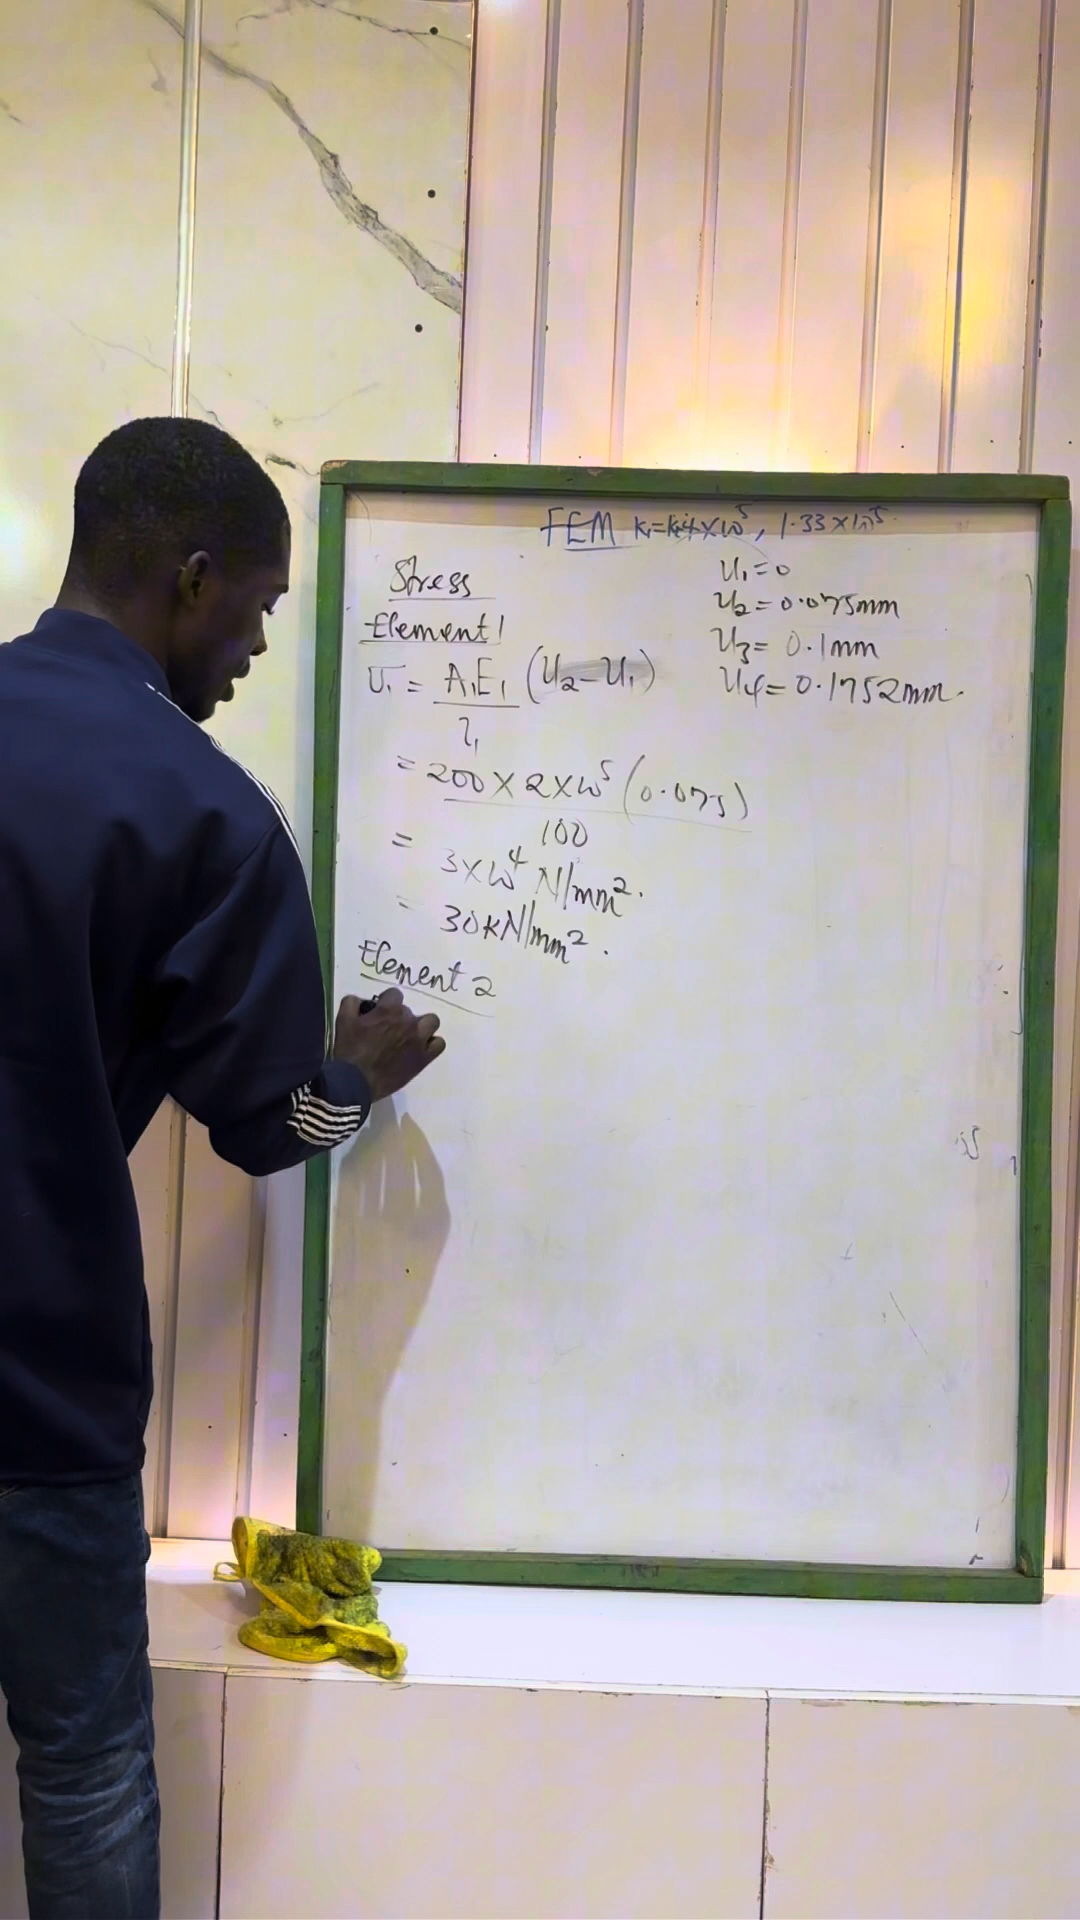 FEM K₁=K₄ 4×10⁵, 1.33×10⁵
Stress
Element 1
σ₁ = A₁E₁ (U₂-U₁)
l₁
= 200×2×10⁵ (0.075)
100
= 3×10⁴ N/mm².
= 30KN/mm².
Element 2
U₁=0
U₂=0.075mm
U₃= 0.1mm
U₄=0.1752mm.